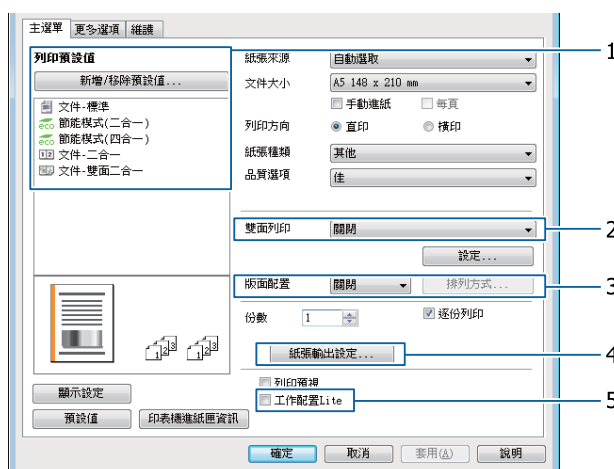 主選單 更多選項 維護
列印預設值
新增/移除預設值...
文件-標準
節能模式(二合一)
節能模式(四合一)
文件-二合一
文件-雙面二合一
紙張來源 自動選取
文件大小 A5 148 x 210 mm
手動進紙 每頁
列印方向 直印 橫印
紙張種類 其他
品質選項 佳
雙面列印 關閉
設定...
版面配置 關閉 排列方式...
份數 1 逐份列印
紙張輸出設定...
列印預視
工作配置Lite
顯示設定
預設值 印表機進紙匣資訊
確定 取消 套用(A) 說明
1
2
3
4
5